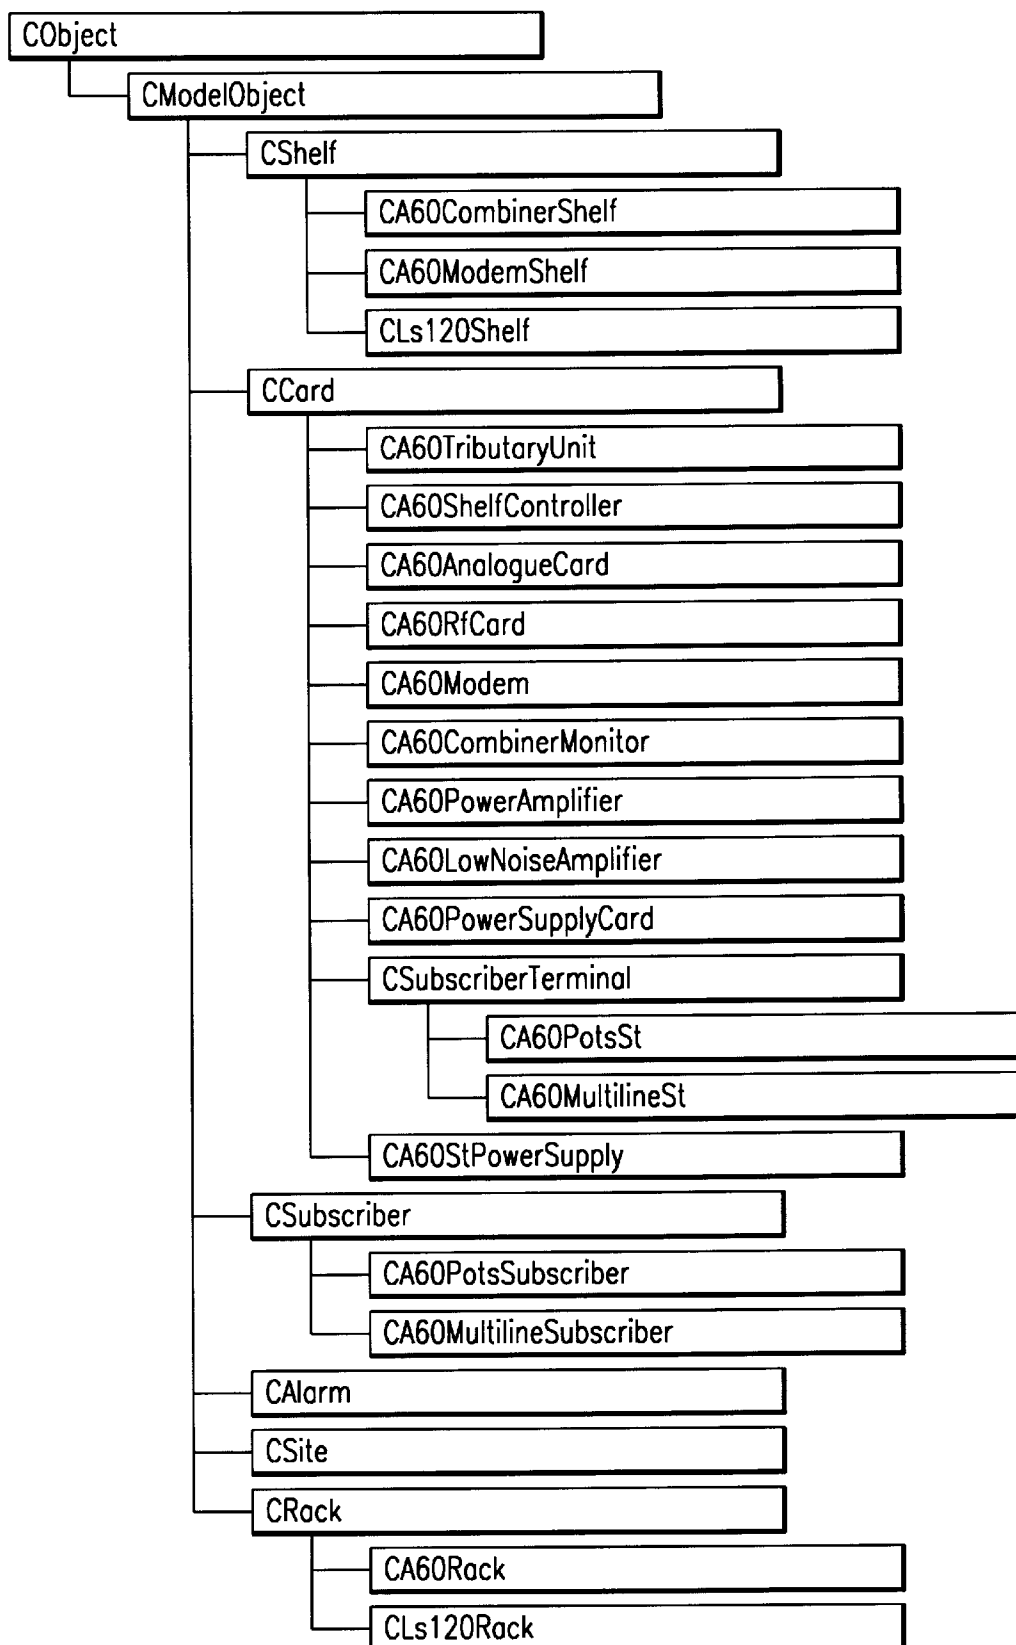 CObject
CModelObject
CShelf
CA60CombinerShelf
CA60ModemShelf
CLs120Shelf
CCard
CA60TributaryUnit
CA60ShelfController
CA60AnalogueCard
CA60RfCard
CA60Modem
CA60CombinerMonitor
CA60PowerAmplifier
CA60LowNoiseAmplifier
CA60PowerSupplyCard
CSubscriberTerminal
CA60PotsSt
CA60MultilineSt
CA60StPowerSupply
CSubscriber
CA60PotsSubscriber
CA60MultilineSubscriber
CAlarm
CSite
CRack
CA60Rack
CLs120Rack